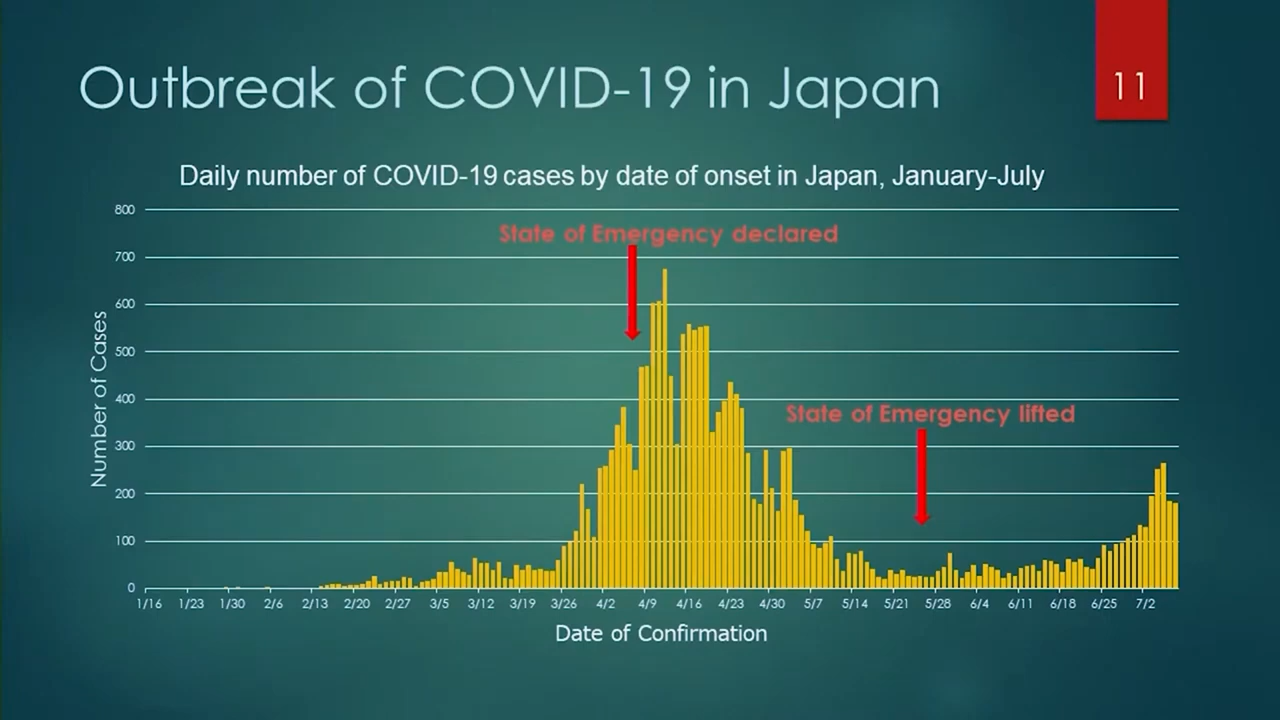 Outbreak of COVID-19 in Japan
11
Daily number of COVID-19 cases by date of onset in Japan, January-July
800
700
600
500
400
300
200
100
0
Number of Cases
State of Emergency declared
State of Emergency lifted
1/16 1/23 1/30 2/6 2/13 2/20 2/27 3/5 3/12 3/19 3/26 4/2 4/9 4/16 4/23 4/30 5/7 5/14 5/21 5/28 6/4 6/11 6/18 6/25 7/2
Date of Confirmation